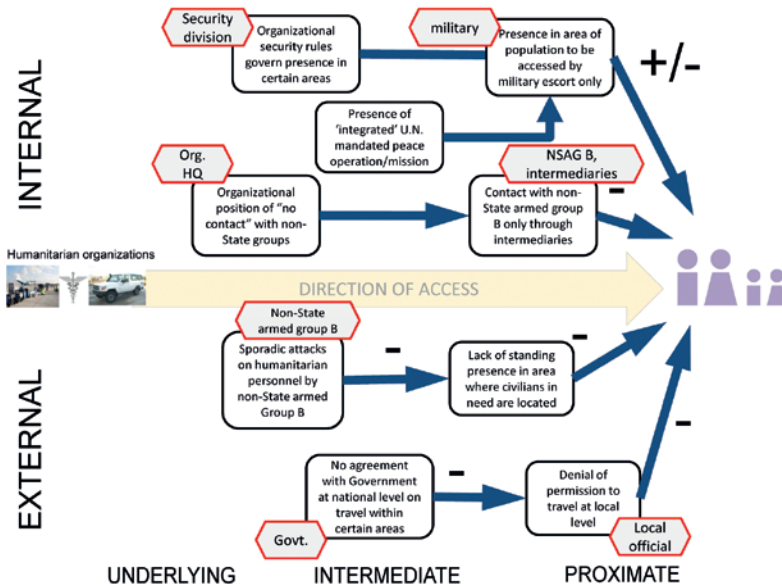 Security
division
Organizational
security rules
govern presence in
certain areas
military
Presence in area of
population to be
accessed by
military escort only
+/-
INTERNAL
Presence of
'integrated' U.N.
mandated peace
operation/mission
Org.
HQ
Organizational
position of "no
contact" with non-
State groups
NSAG B,
intermediaries
Contact with non-
State armed group
B only through
intermediaries
-
Humanitarian organizations
DIRECTION OF ACCESS
Non-State
armed group B
Sporadic attacks
on humanitarian
personnel by
non-State armed
Group B
-
Lack of standing
presence in area
where civilians in
need are located
-
EXTERNAL
No agreement
with Government
at national level on
travel within
certain areas
Govt.
-
Denial of
permission to
travel at local
level
Local
official
-
UNDERLYING
INTERMEDIATE
PROXIMATE